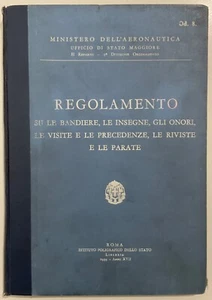 MINISTERO DELL'AERONAUTICA
UFFICIO DI STATO MAGGIORE
REGOLAMENTO
SU LE BANDIERE, LE INSEGNE, GLI ONORI,
LE VISITE E LE PRECEDENZE, LE RIVISTE
E LE PARATE
ROMA
ISTITUTO POLIGRAFICO DELLO STATO
LIBRERIA